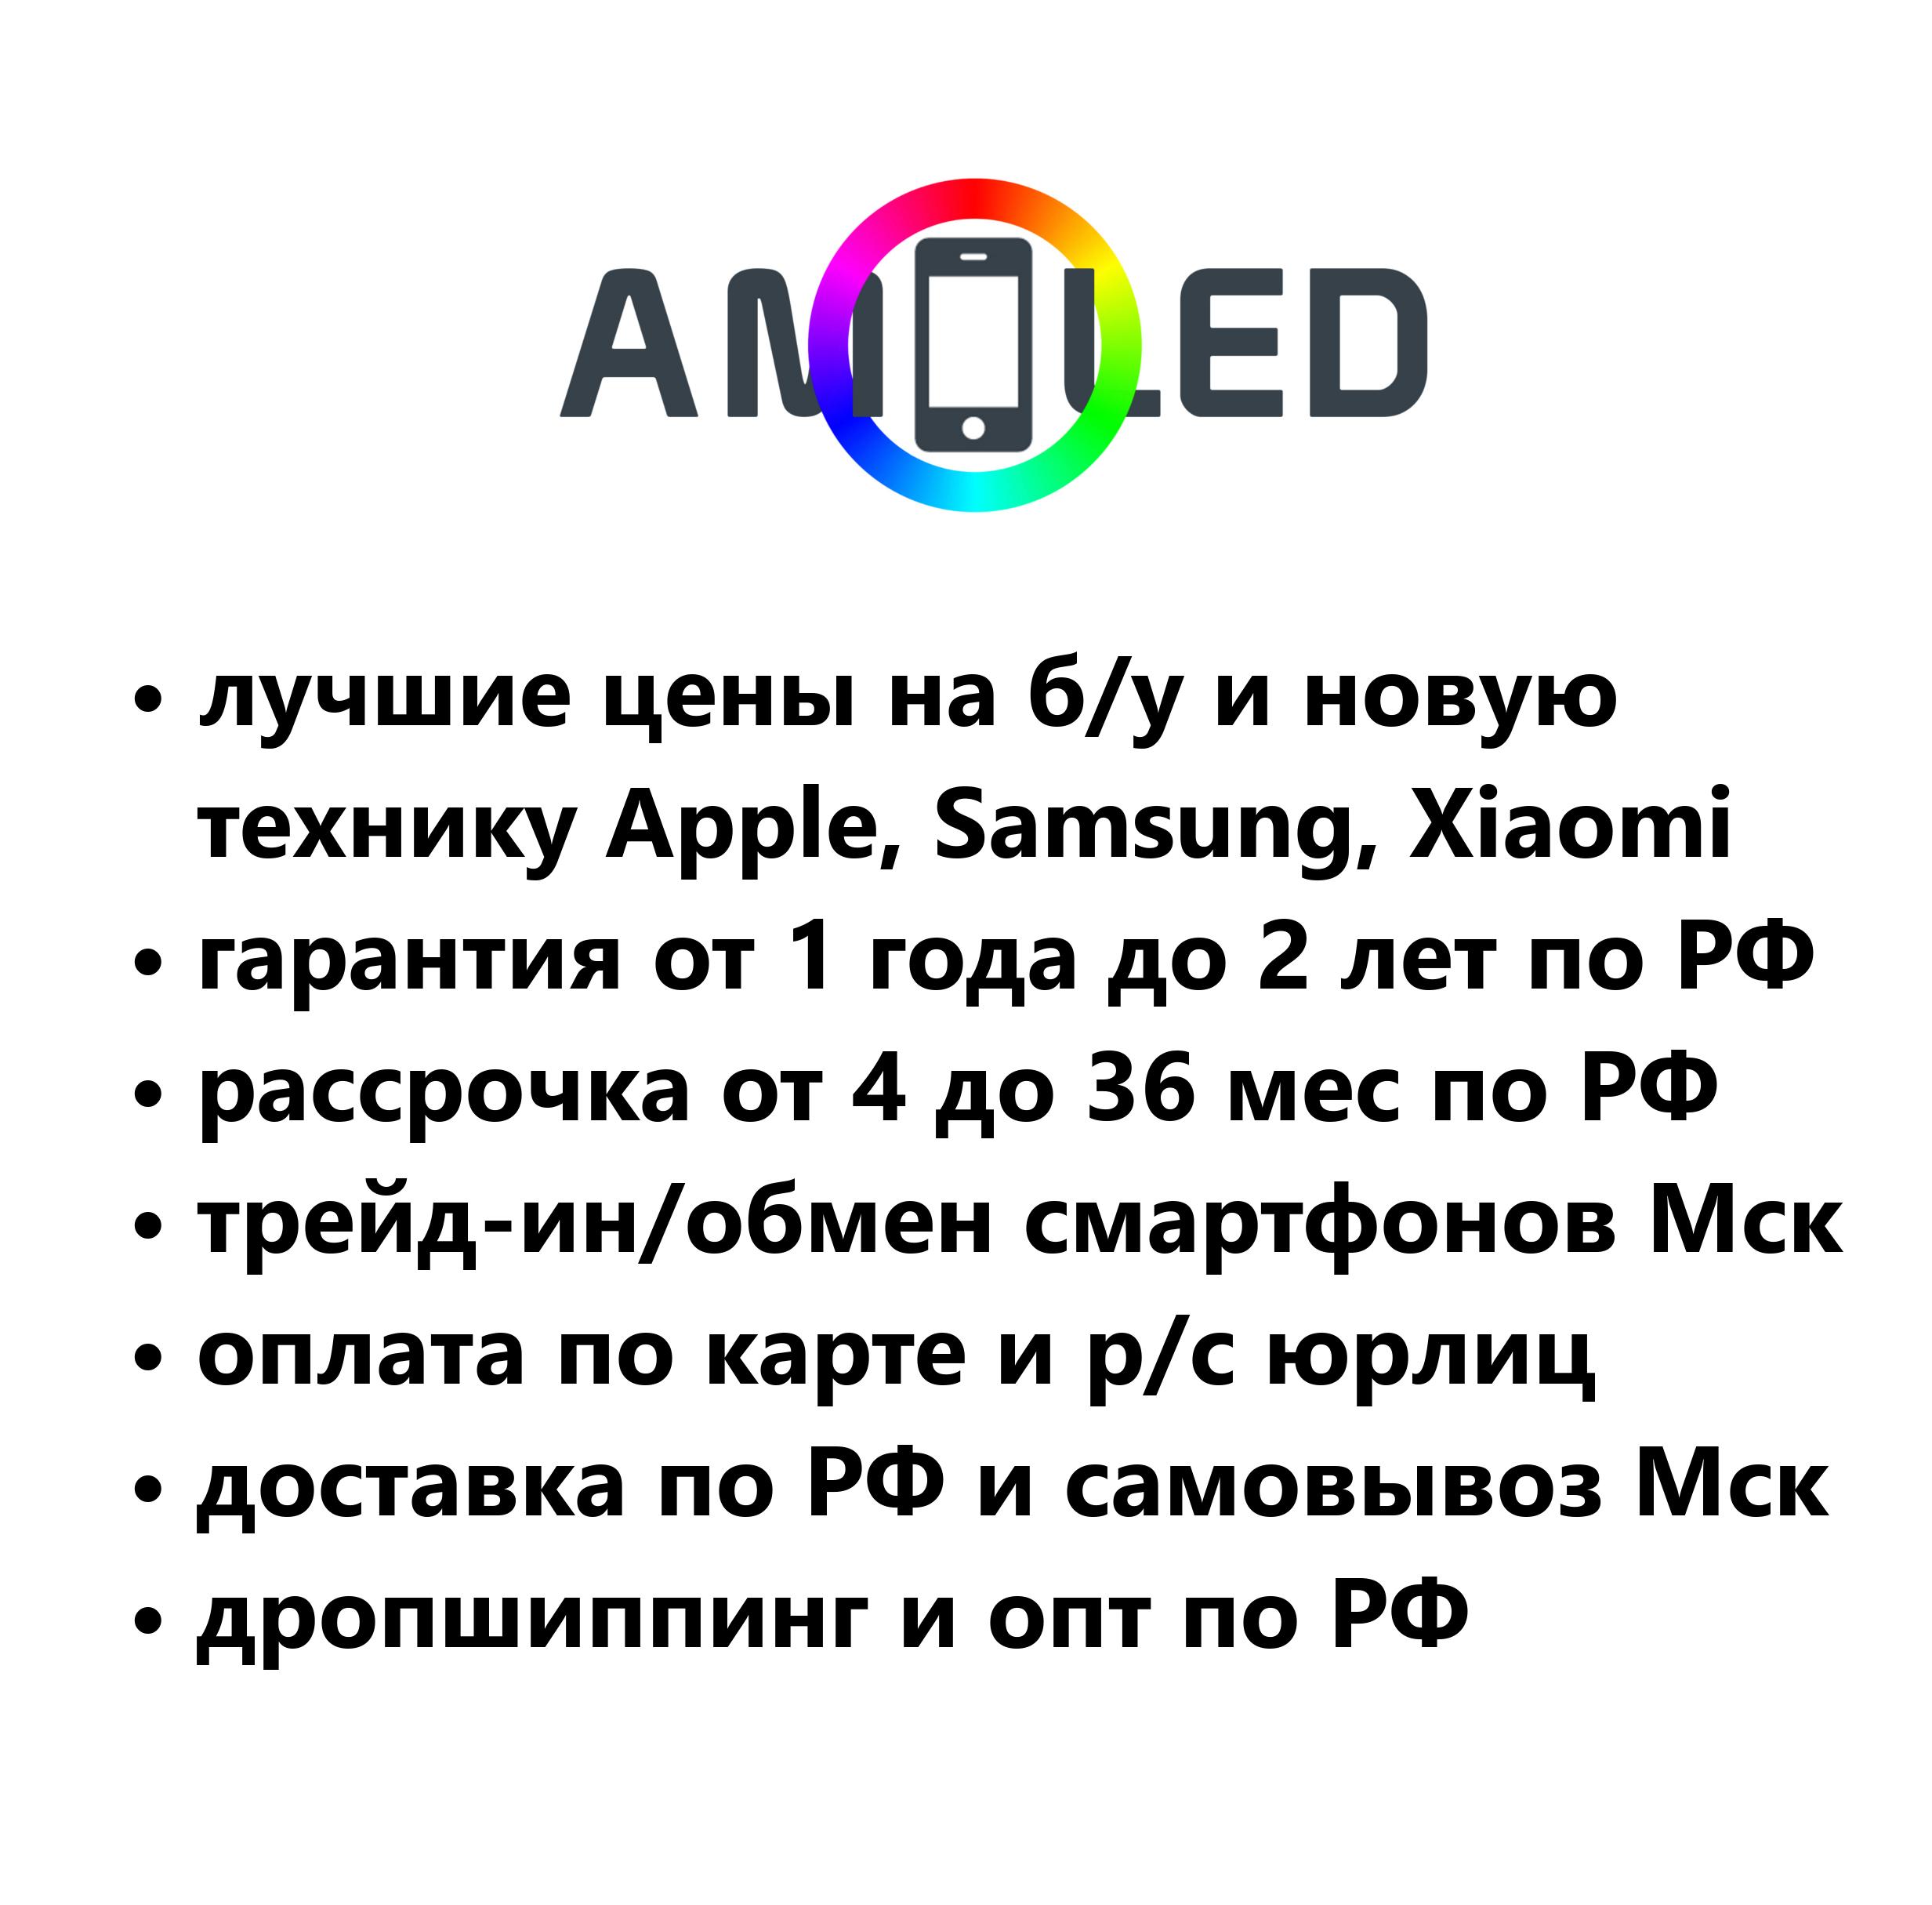 AMOLED
• лучшие цены на б/у и новую
технику Apple, Samsung, Xiaomi
• гарантия от 1 года до 2 лет по РФ
• рассрочка от 4 до 36 мес по РФ
• трейд-ин/обмен смартфонов Мск
• оплата по карте и р/с юрлиц
• доставка по РФ и самовывоз Мск
• дропшиппинг и опт по РФ